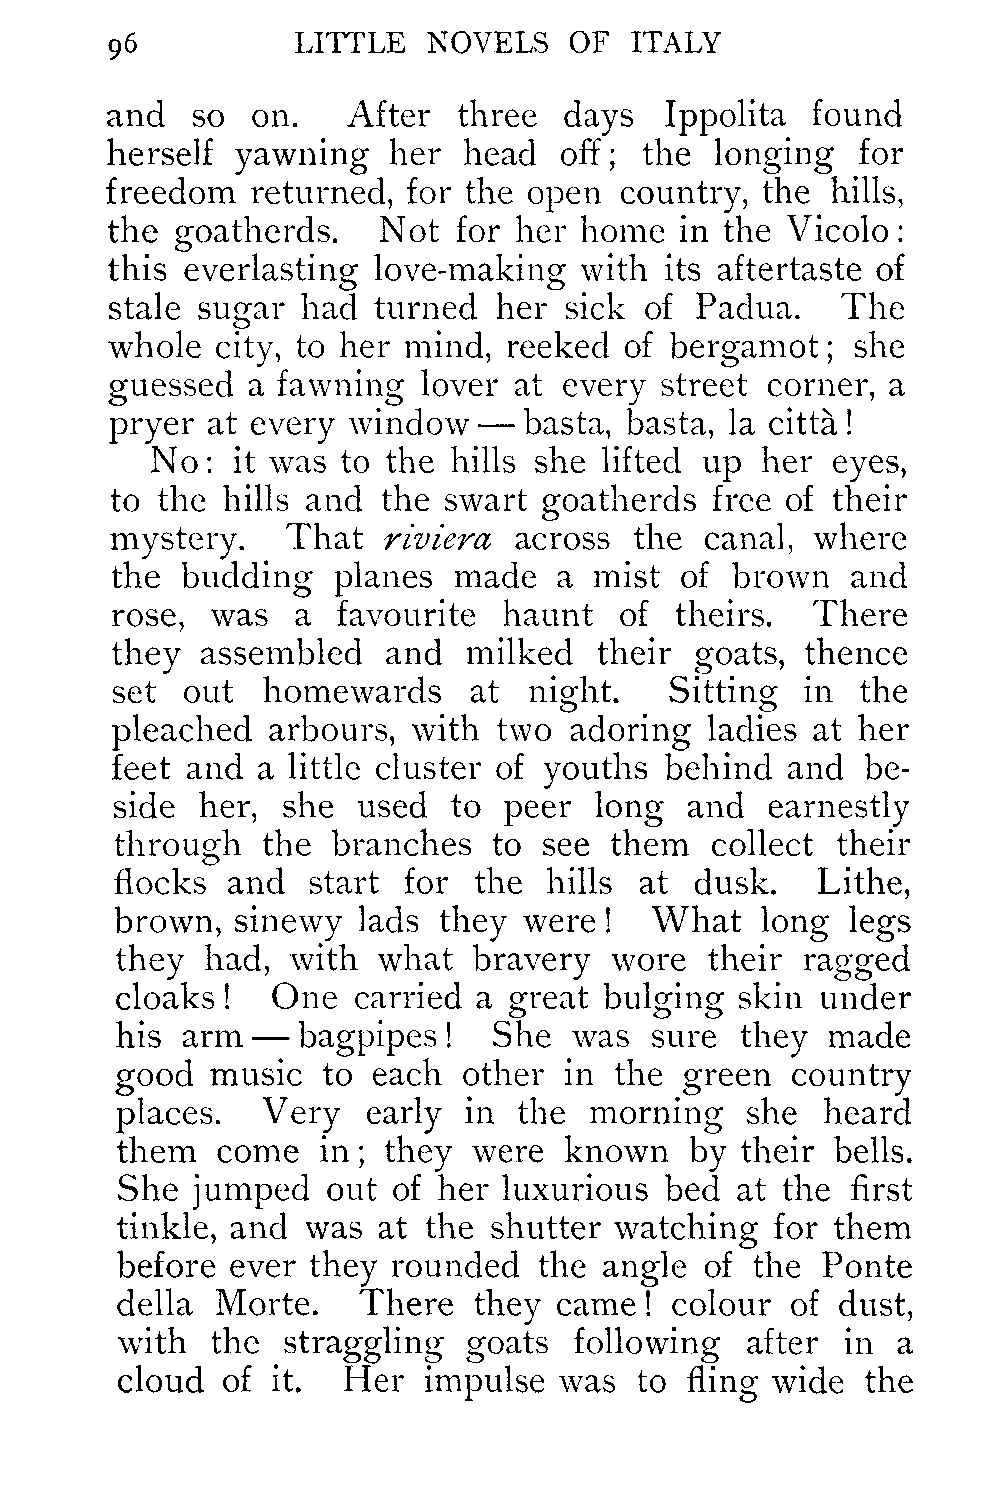 96 LITTLE NOVELS OF ITALY
and so on. After three days Ippolita found
herself yawning her head off; the longing for
freedom returned, for the open country, the hills,
the goatherds. Not for her home in the Vicolo:
this everlasting love-making with its aftertaste of
stale sugar had turned her sick of Padua. The
whole city, to her mind, reeked of bergamot; she
guessed a fawning lover at every street corner, a
pryer at every window — basta, basta, la città!
No: it was to the hills she lifted up her eyes,
to the hills and the swart goatherds free of their
mystery. That riviera across the canal, where
the budding planes made a mist of brown and
rose, was a favourite haunt of theirs. There
they assembled and milked their goats, thence
set out homewards at night. Sitting in the
pleached arbours, with two adoring ladies at her
feet and a little cluster of youths behind and be-
side her, she used to peer long and earnestly
through the branches to see them collect their
flocks and start for the hills at dusk. Lithe,
brown, sinewy lads they were! What long legs
they had, with what bravery wore their ragged
cloaks! One carried a great bulging skin under
his arm — bagpipes! She was sure they made
good music to each other in the green country
places. Very early in the morning she heard
them come in; they were known by their bells.
She jumped out of her luxurious bed at the first
tinkle, and was at the shutter watching for them
before ever they rounded the angle of the Ponte
della Morte. There they came! colour of dust,
with the straggling goats following after in a
cloud of it. Her impulse was to fling wide the